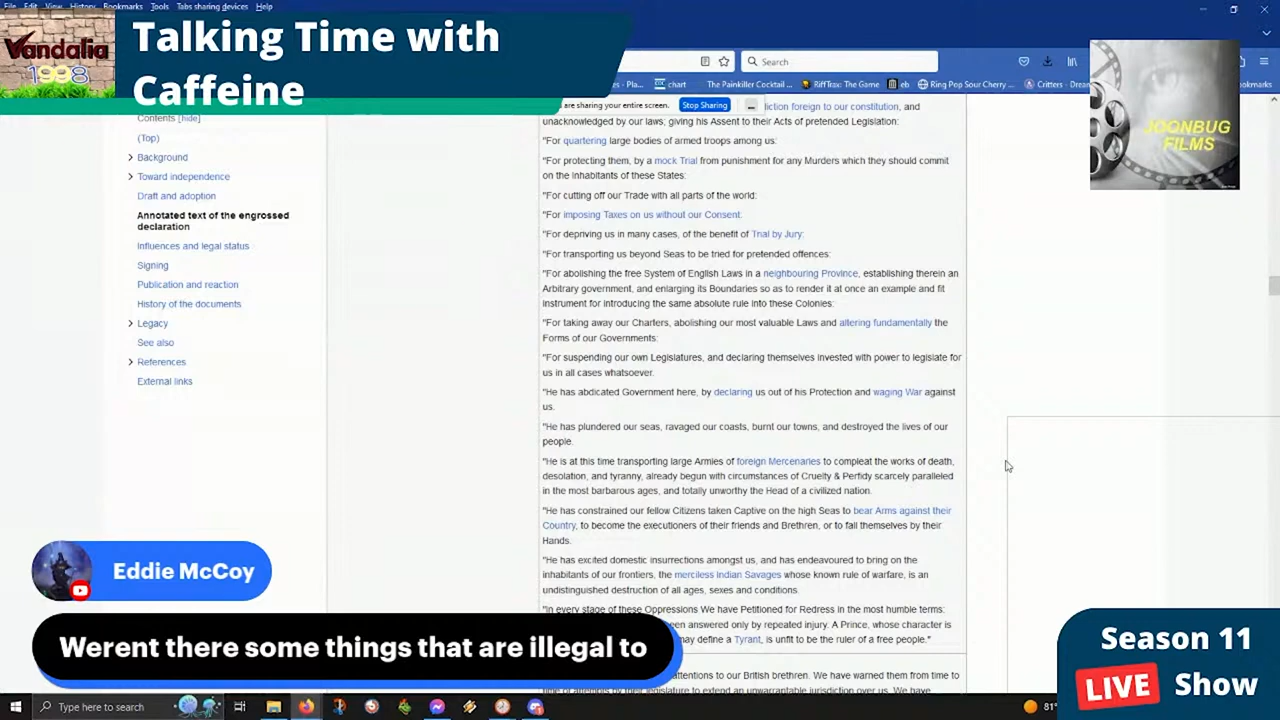 File Edit View History Bookmarks Tools Tabs sharing devices Help
Vandalia
1998
Talking Time with
Caffeine
Search
chart
The Painkiller Cocktail ...
RiffTrax: The Game
eb
Ring Pop Sour Cherry ...
Critters - Drea
okmarks
are sharing your entire screen.
Stop Sharing
JOONBUG
FILMS
Contents [hide]
(Top)
Background
Toward independence
Draft and adoption
Annotated text of the engrossed
declaration
Influences and legal status
Signing
Publication and reaction
History of the documents
Legacy
See also
References
External links
iction foreign to our constitution, and
unacknowledged by our laws; giving his Assent to their Acts of pretended Legislation:
"For quartering large bodies of armed troops among us:
"For protecting them, by a mock Trial from punishment for any Murders which they should commit
on the Inhabitants of these States:
"For cutting off our Trade with all parts of the world:
"For imposing Taxes on us without our Consent:
"For depriving us in many cases, of the benefit of Trial by Jury:
"For transporting us beyond Seas to be tried for pretended offences:
"For abolishing the free System of English Laws in a neighbouring Province, establishing therein an
Arbitrary government, and enlarging its Boundaries so as to render it at once an example and fit
instrument for introducing the same absolute rule into these Colonies:
"For taking away our Charters, abolishing our most valuable Laws and altering fundamentally the
Forms of our Governments:
"For suspending our own Legislatures, and declaring themselves invested with power to legislate for
us in all cases whatsoever.
"He has abdicated Government here, by declaring us out of his Protection and waging War against
us.
"He has plundered our seas, ravaged our coasts, burnt our towns, and destroyed the lives of our
people.
"He is at this time transporting large Armies of foreign Mercenaries to compleat the works of death,
desolation, and tyranny, already begun with circumstances of Cruelty & Perfidy scarcely paralleled
in the most barbarous ages, and totally unworthy the Head of a civilized nation.
"He has constrained our fellow Citizens taken Captive on the high Seas to bear Arms against their
Country, to become the executioners of their friends and Brethren, or to fall themselves by their
Hands.
"He has excited domestic insurrections amongst us, and has endeavoured to bring on the
inhabitants of our frontiers, the merciless Indian Savages whose known rule of warfare, is an
undistinguished destruction of all ages, sexes and conditions.
"In every stage of these Oppressions We have Petitioned for Redress in the most humble terms:
een answered only by repeated injury. A Prince, whose character is
may define a Tyrant, is unfit to be the ruler of a free people."
attentions to our British brethren. We have warned them from time to
Eddie McCoy
Werent there some things that are illegal to
Season 11
LIVE Show
Type here to search
81°